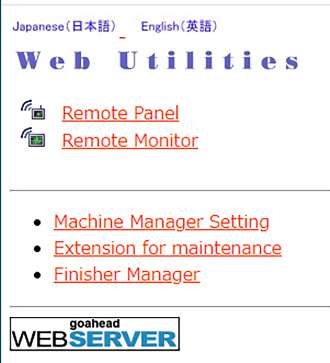 Japanese(日本語) English(英語)
Web Utilities
Remote Panel
Remote Monitor
Machine Manager Setting
Extension for maintenance
Finisher Manager
goahead
WEBSERVER